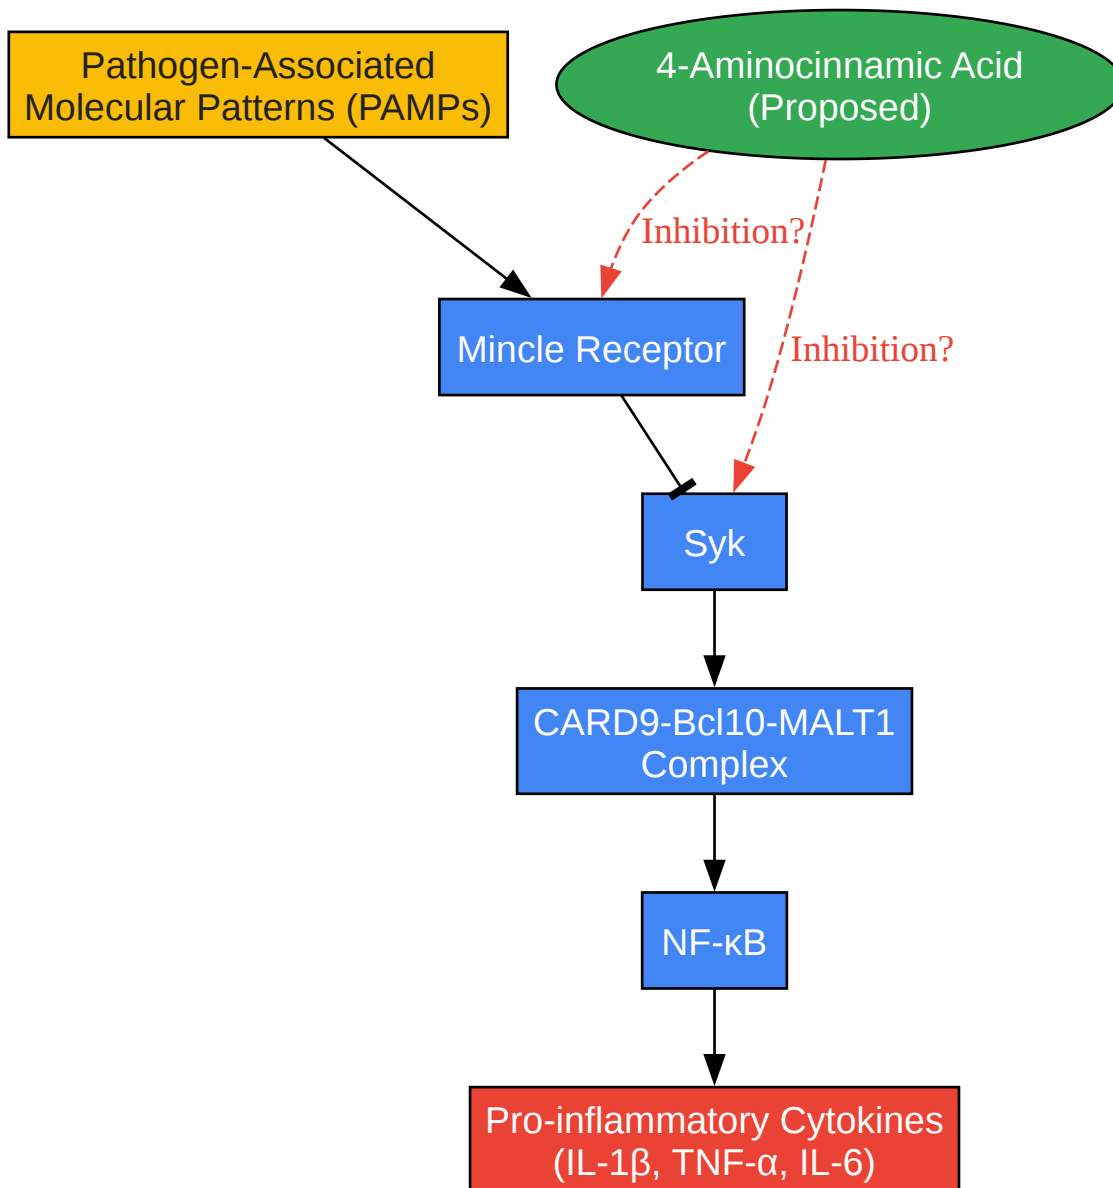 Pathogen-Associated
Molecular Patterns (PAMPs)
4-Aminocinnamic Acid
(Proposed)
Inhibition?
Mincle Receptor
Inhibition?
Syk
CARD9-Bcl10-MALT1
Complex
NF-κB
Pro-inflammatory Cytokines
(IL-1β, TNF-α, IL-6)